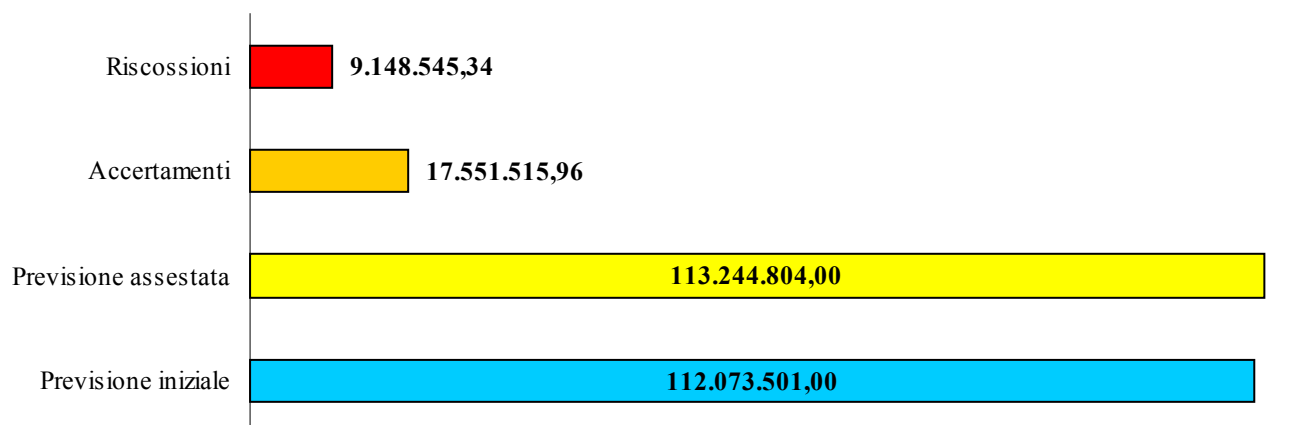 Riscossioni 9.148.545,34
Accertamenti 17.551.515,96
Previsione assestata 113.244.804,00
Previsione iniziale 112.073.501,00